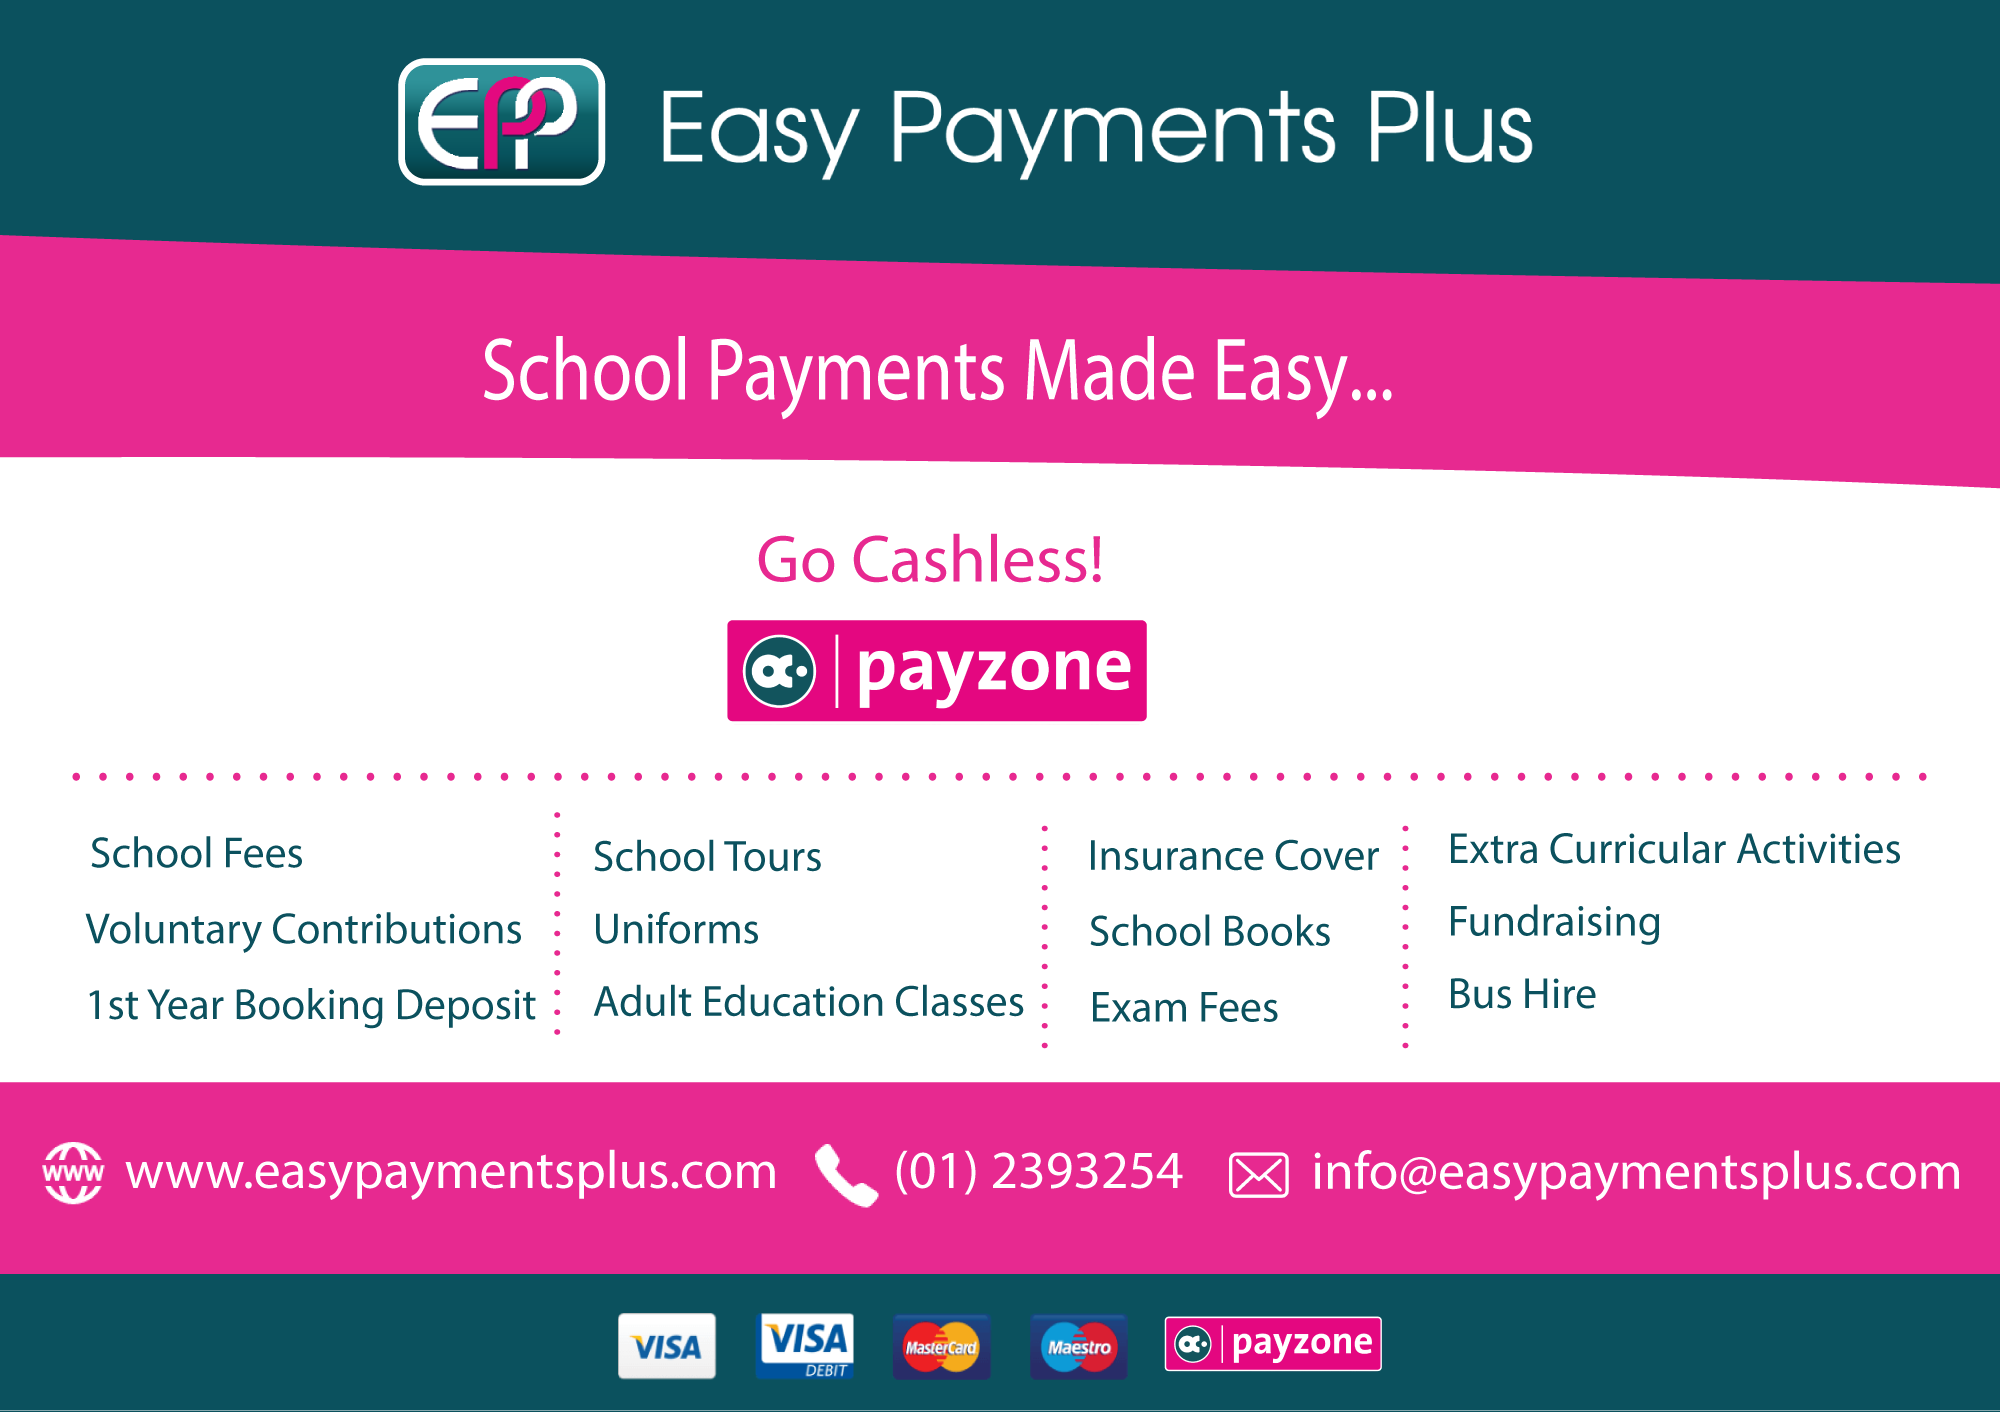 EPP Easy Payments Plus
School Payments Made Easy...
Go Cashless!
payzone
School Fees
Voluntary Contributions
1st Year Booking Deposit
School Tours
Uniforms
Adult Education Classes
Insurance Cover
School Books
Exam Fees
Extra Curricular Activities
Fundraising
Bus Hire
www www.easypaymentsplus.com (01) 2393254 info@easypaymentsplus.com
VISA VISA DEBIT MasterCard Maestro payzone